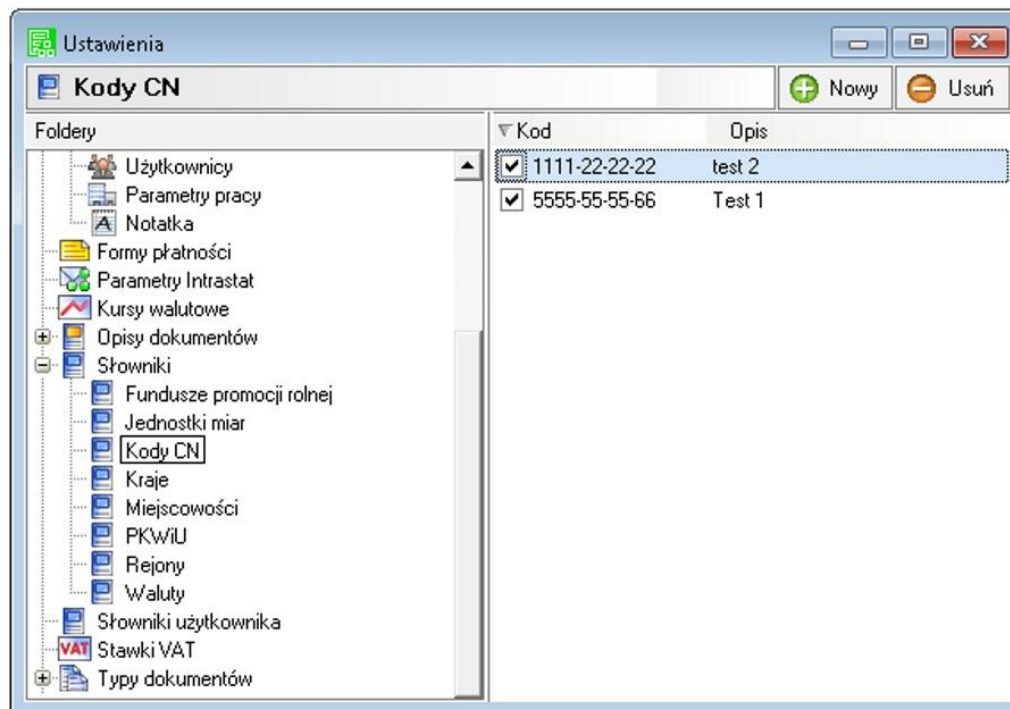 Ustawienia
Kody CN
Nowy
Usuń
Foldery
Użytkownicy
Parametry pracy
Notatka
Formy płatności
Parametry Intrastat
Kursy walutowe
Opisy dokumentów
Słowniki
Fundusze promocji rolnej
Jednostki miar
Kody CN
Kraje
Miejscowości
PKWiU
Rejony
Waluty
Słowniki użytkownika
VAT Stawki VAT
Typy dokumentów
Kod Opis
1111-22-22-22 test 2
5555-55-55-66 Test 1